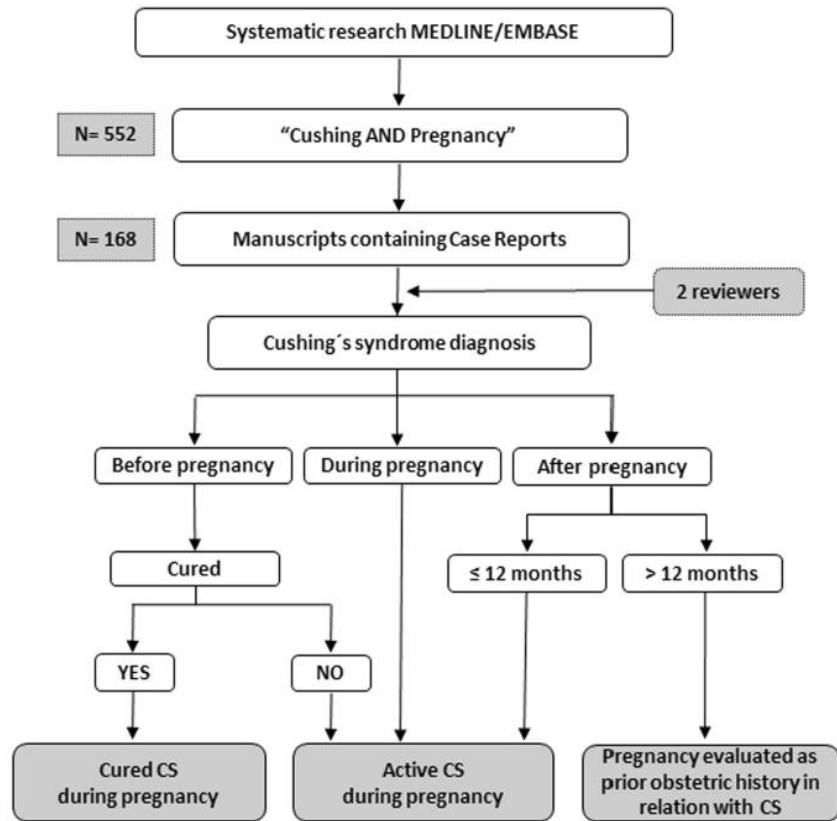 Systematic research MEDLINE/EMBASE
N= 552
“Cushing AND Pregnancy”
N= 168
Manuscripts containing Case Reports
2 reviewers
Cushing´s syndrome diagnosis
Before pregnancy
During pregnancy
After pregnancy
Cured
≤ 12 months
> 12 months
YES
NO
Cured CS
during pregnancy
Active CS
during pregnancy
Pregnancy evaluated as
prior obstetric history in
relation with CS